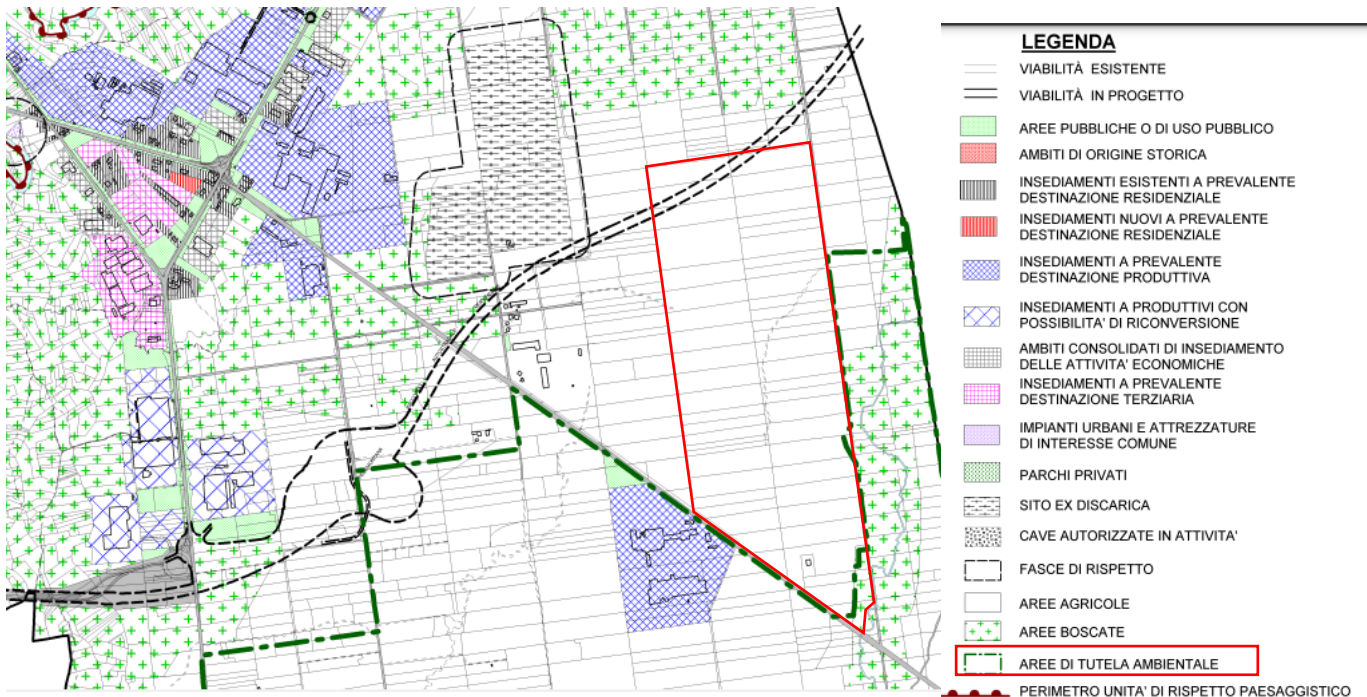 LEGENDA
VIABILITÀ ESISTENTE
VIABILITÀ IN PROGETTO
AREE PUBBLICHE O DI USO PUBBLICO
AMBITI DI ORIGINE STORICA
INSEDIAMENTI ESISTENTI A PREVALENTE
DESTINAZIONE RESIDENZIALE
INSEDIAMENTI NUOVI A PREVALENTE
DESTINAZIONE RESIDENZIALE
INSEDIAMENTI A PREVALENTE
DESTINAZIONE PRODUTTIVA
INSEDIAMENTI A PRODUTTIVI CON
POSSIBILITA' DI RICONVERSIONE
AMBITI CONSOLIDATI DI INSEDIAMENTO
DELLE ATTIVITA' ECONOMICHE
INSEDIAMENTI A PREVALENTE
DESTINAZIONE TERZIARIA
IMPIANTI URBANI E ATTREZZATURE
DI INTERESSE COMUNE
PARCHI PRIVATI
SITO EX DISCARICA
CAVE AUTORIZZATE IN ATTIVITA'
FASCE DI RISPETTO
AREE AGRICOLE
AREE BOSCATE
AREE DI TUTELA AMBIENTALE
PERIMETRO UNITA' DI RISPETTO PAESAGGISTICO